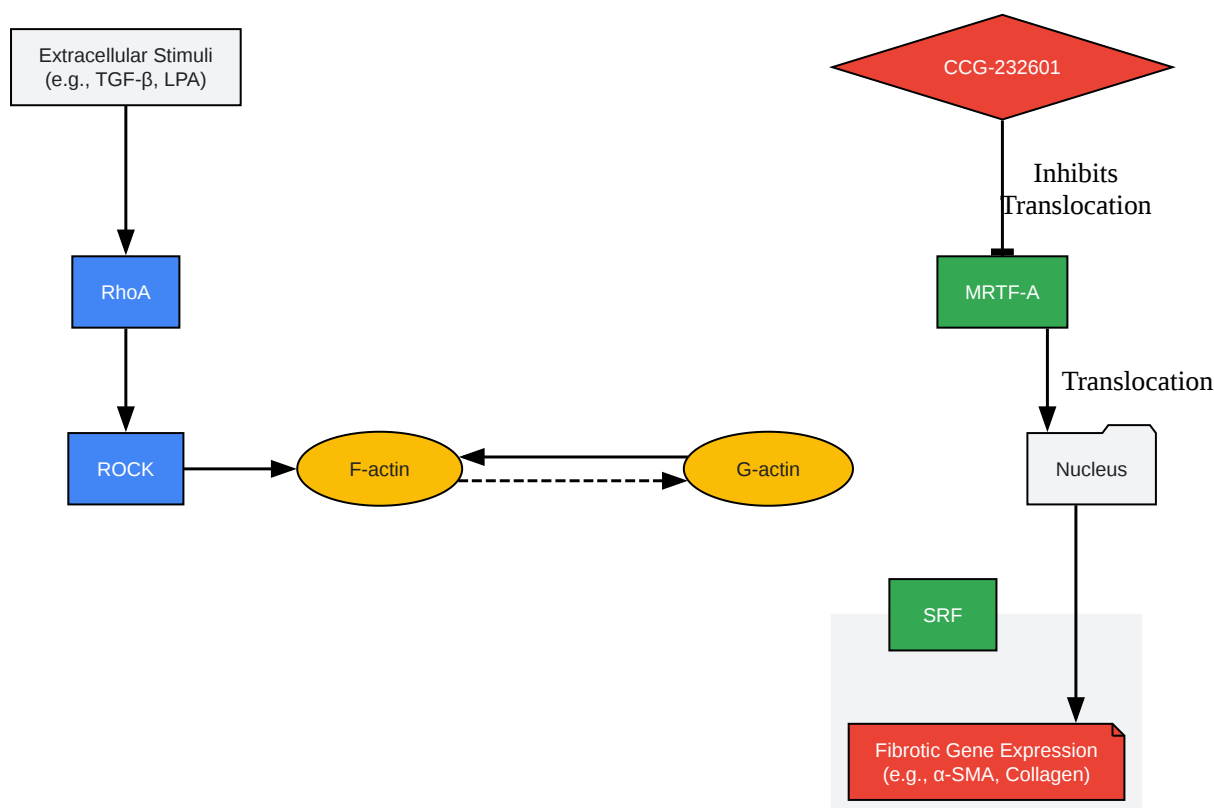 Extracellular Stimuli
(e.g., TGF-β, LPA)
CCG-232601
Inhibits
Translocation
RhoA
MRTF-A
Translocation
ROCK
F-actin
G-actin
Nucleus
SRF
Fibrotic Gene Expression
(e.g., α-SMA, Collagen)